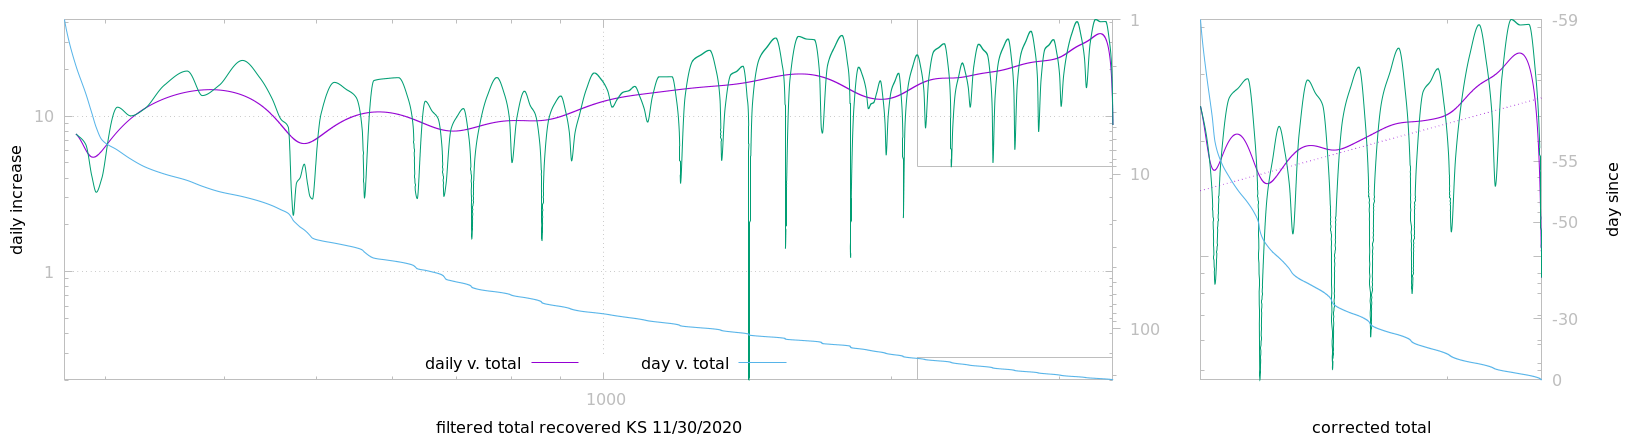 daily increase
10
1
daily v. total
day v. total
1000
filtered total recovered KS 11/30/2020
1
10
100
-59
-55
-50
-30
0
day since
corrected total